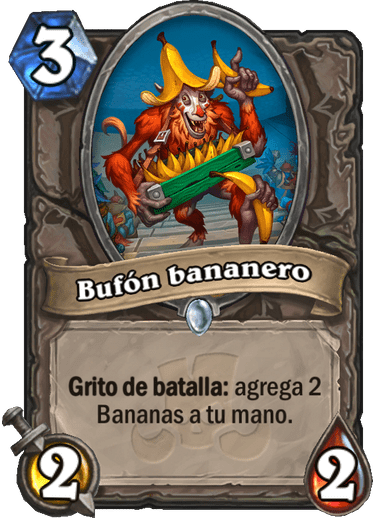 3
Bufón bananero
Grito de batalla: agrega 2
Bananas a tu mano.
2
2